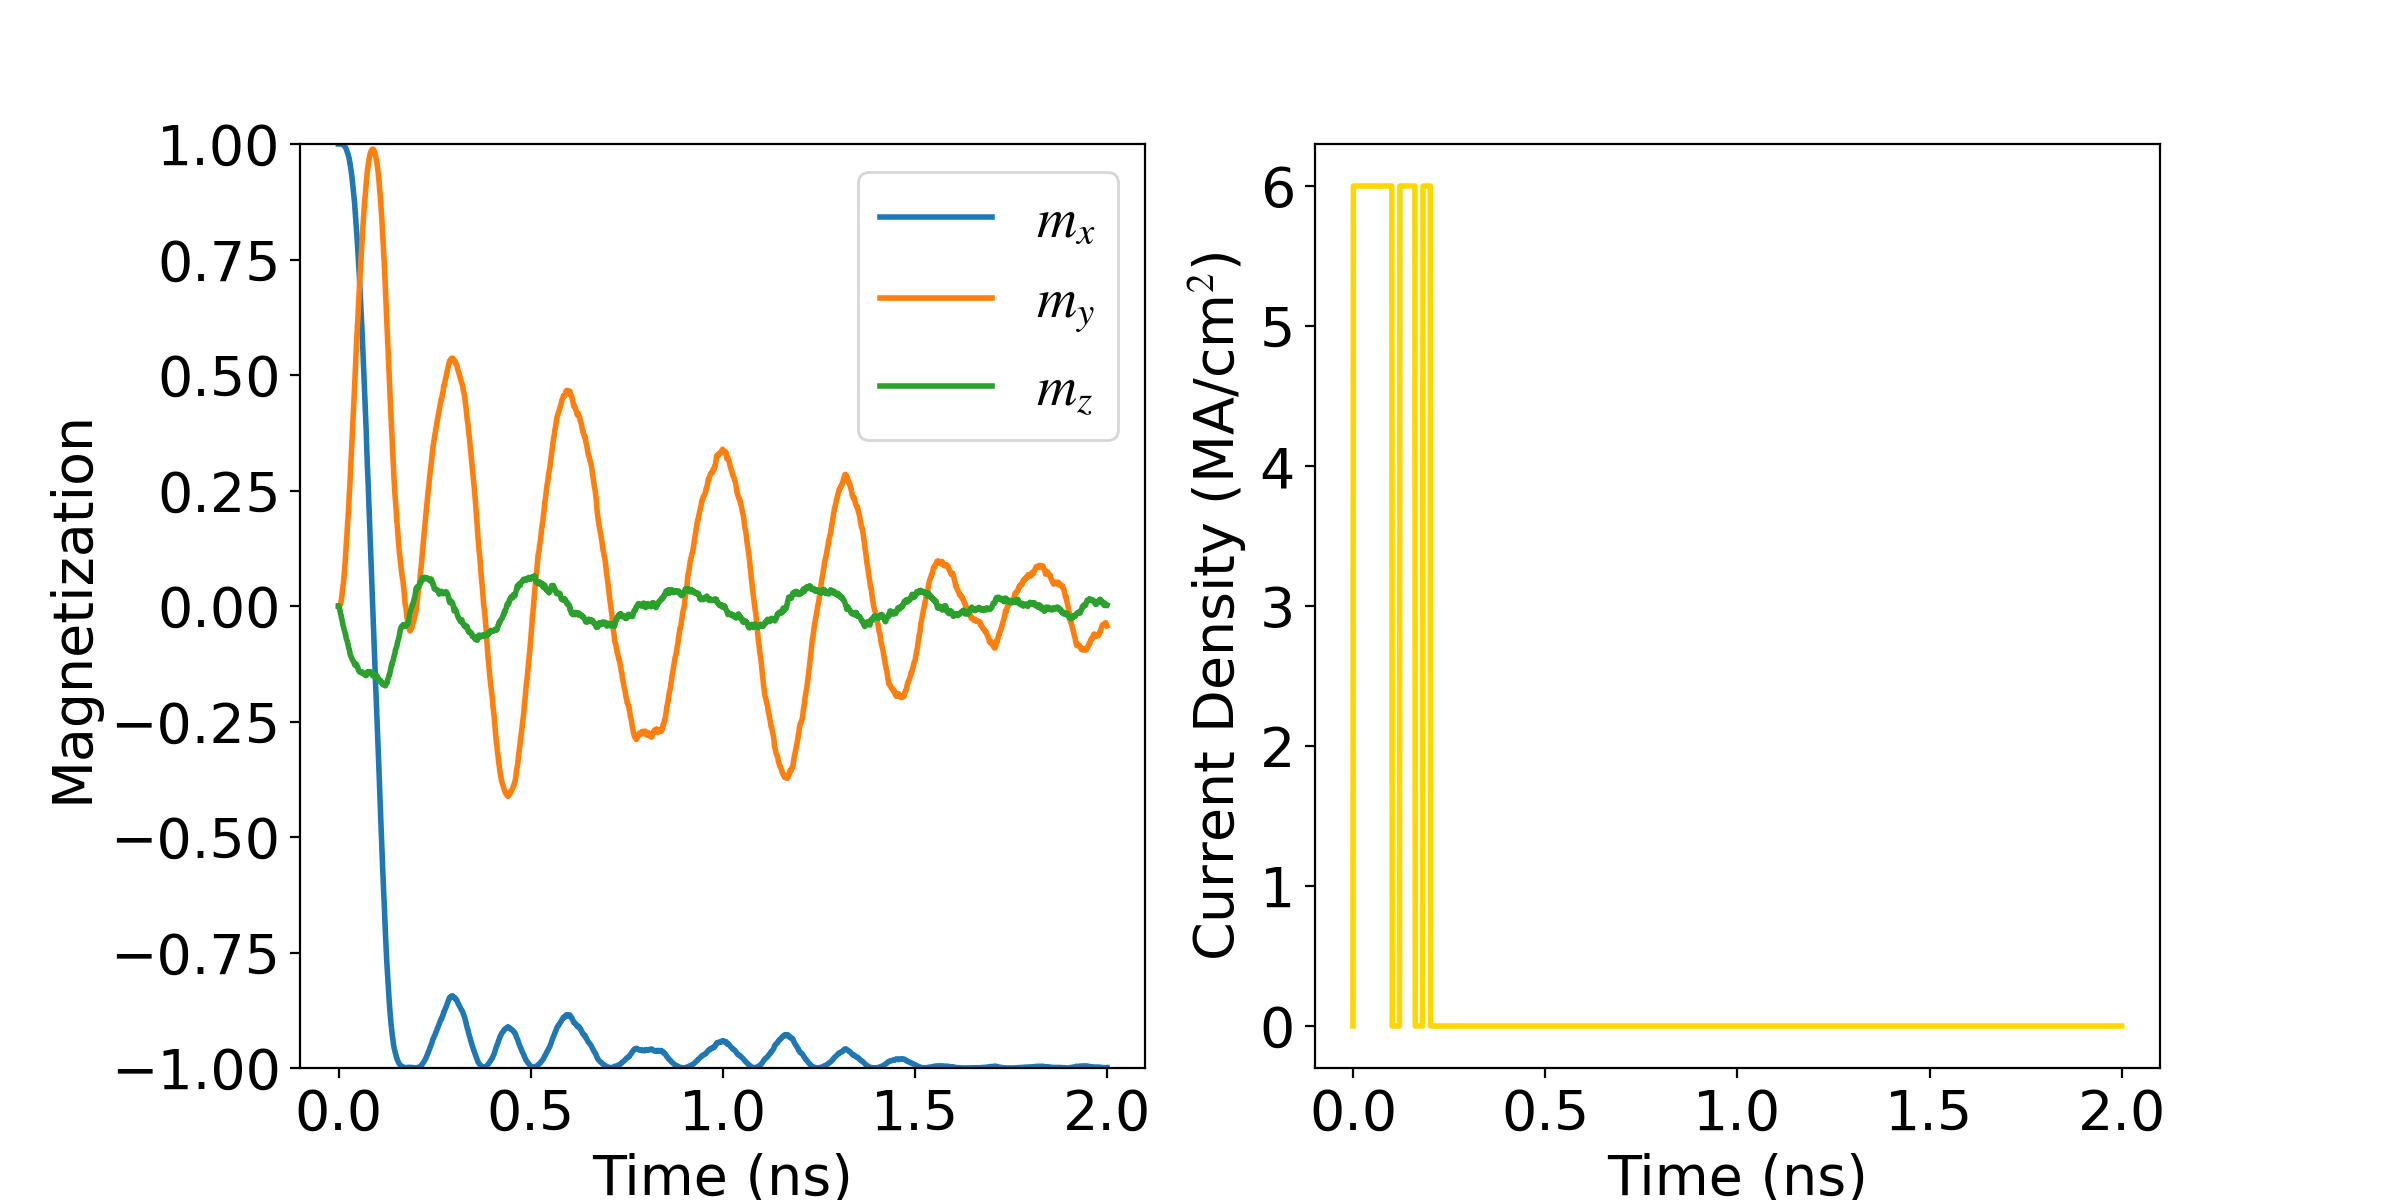 Magnetization
1.00
0.75
0.50
0.25
0.00
−0.25
−0.50
−0.75
−1.00
0.0 0.5 1.0 1.5 2.0
Time (ns)
m_x
m_y
m_z
Current Density (MA/cm²)
6
5
4
3
2
1
0
0.0 0.5 1.0 1.5 2.0
Time (ns)